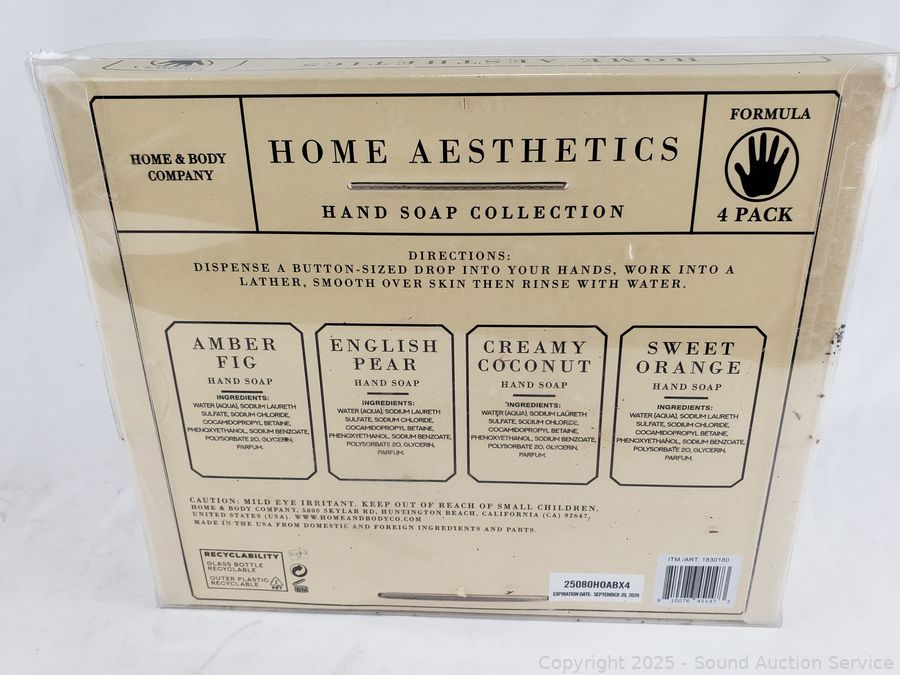 HOME AESTHETICS
HOME & BODY
COMPANY
HOME AESTHETICS
HAND SOAP COLLECTION
FORMULA
4 PACK
DIRECTIONS:
DISPENSE A BUTTON-SIZED DROP INTO YOUR HANDS, WORK INTO A
LATHER, SMOOTH OVER SKIN THEN RINSE WITH WATER.
AMBER
FIG
HAND SOAP
INGREDIENTS:
WATER (AQUA), SODIUM LAURETH
SULFATE, SODIUM CHLORIDE,
COCAMIDOPROPYL BETAINE,
PHENOXYETHANOL, SODIUM BENZOATE,
POLYSORBATE 20, GLYCERIN,
PARFUM.
ENGLISH
PEAR
HAND SOAP
INGREDIENTS:
WATER (AQUA), SODIUM LAURETH
SULFATE, SODIUM CHLORIDE,
COCAMIDOPROPYL BETAINE,
PHENOXYETHANOL, SODIUM BENZOATE,
POLYSORBATE 20, GLYCERIN,
PARFUM.
CREAMY
COCONUT
HAND SOAP
INGREDIENTS:
WATER (AQUA), SODIUM LAURETH
SULFATE, SODIUM CHLORIDE,
COCAMIDOPROPYL BETAINE,
PHENOXYETHANOL, SODIUM BENZOATE,
POLYSORBATE 20, GLYCERIN,
PARFUM.
SWEET
ORANGE
HAND SOAP
INGREDIENTS:
WATER (AQUA), SODIUM LAURETH
SULFATE, SODIUM CHLORIDE,
COCAMIDOPROPYL BETAINE,
PHENOXYETHANOL, SODIUM BENZOATE,
POLYSORBATE 20, GLYCERIN,
PARFUM.
CAUTION: MILD EYE IRRITANT. KEEP OUT OF REACH OF SMALL CHILDREN.
HOME & BODY COMPANY, 5800 SKYLAB RD, HUNTINGTON BEACH, CALIFORNIA (CA) 92647,
UNITED STATES (USA). WWW.HOMEANDBODYCO.COM
MADE IN THE USA FROM DOMESTIC AND FOREIGN INGREDIENTS AND PARTS.
RECYCLABILITY
GLASS BOTTLE
RECYCLABLE
OUTER PLASTIC
RECYCLABLE
PET
18M
25080HOABX4
EXPIRATION DATE: SEPTEMBER 20, 2029
ITM./ART. 1830180
8 10076 45147 3
Copyright 2025 - Sound Auction Service